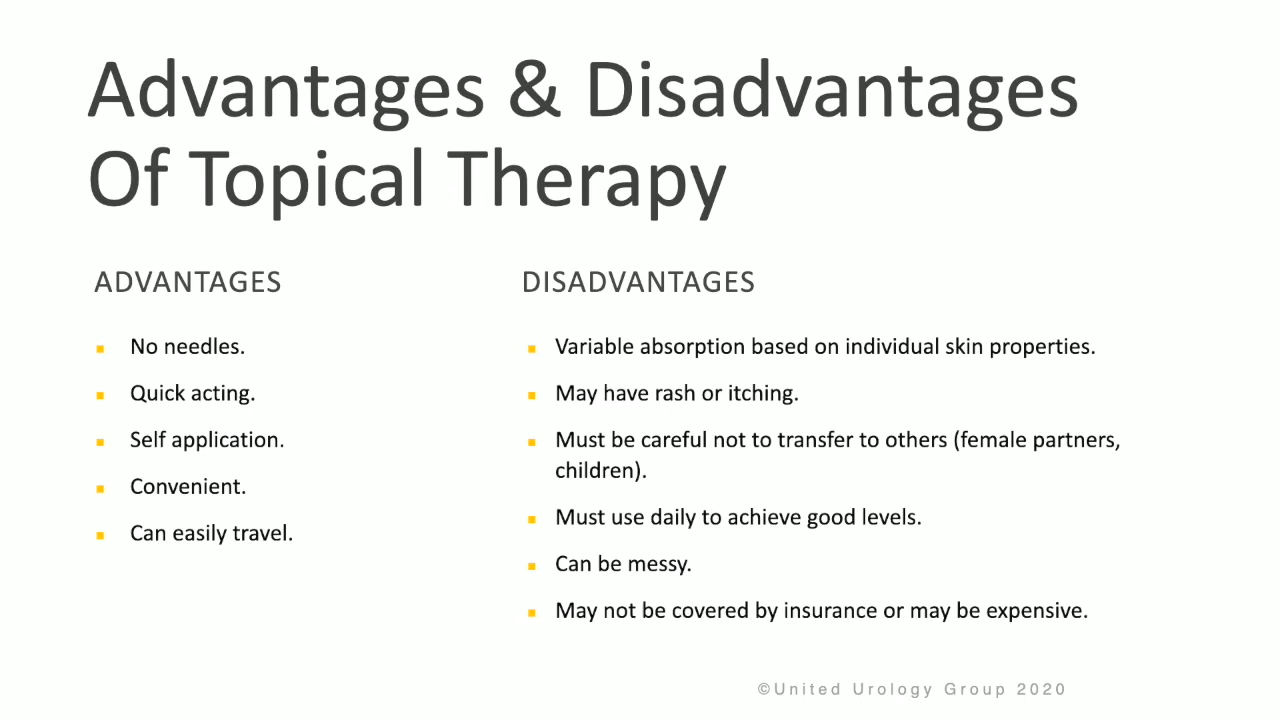 Advantages & Disadvantages
Of Topical Therapy
ADVANTAGES
No needles.
Quick acting.
Self application.
Convenient.
Can easily travel.
DISADVANTAGES
Variable absorption based on individual skin properties.
May have rash or itching.
Must be careful not to transfer to others (female partners,
children).
Must use daily to achieve good levels.
Can be messy.
May not be covered by insurance or may be expensive.
©United Urology Group 2020